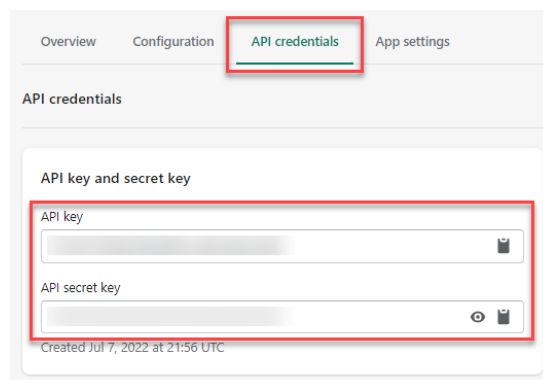 Overview Configuration API credentials App settings
API credentials
API key and secret key
API key
API secret key
Created Jul 7, 2022 at 21:56 UTC